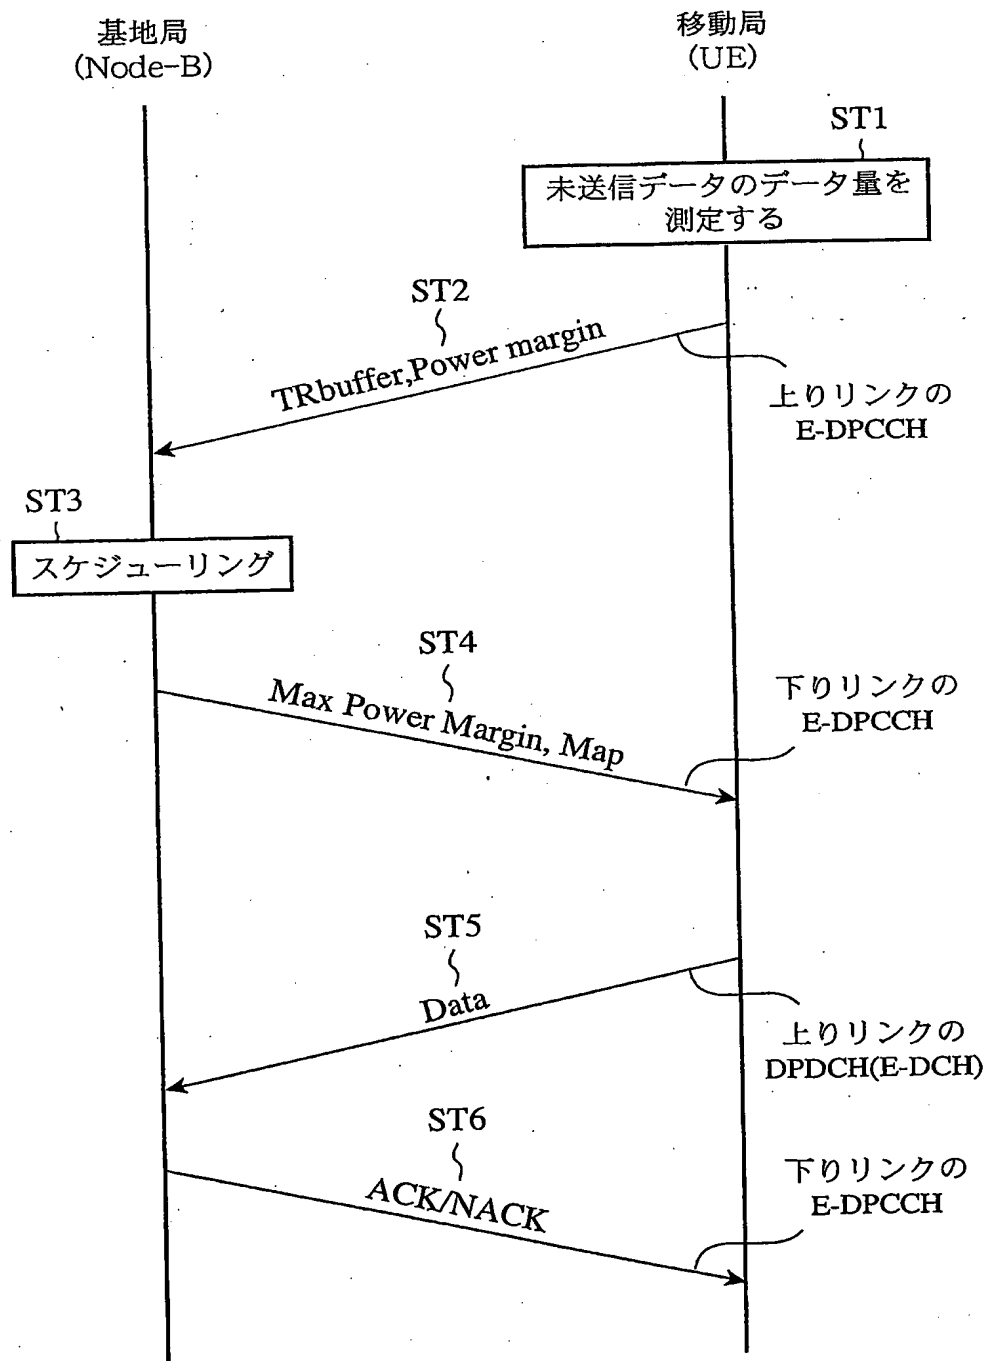 基地局
(Node-B)
移動局
(UE)
ST1
未送信データのデータ量を
測定する
ST2
TRbuffer,Power margin
上りリンクの
E-DPCCH
ST3
スケジューリング
ST4
Max Power Margin, Map
下りリンクの
E-DPCCH
ST5
Data
上りリンクの
DPDCH(E-DCH)
ST6
ACK/NACK
下りリンクの
E-DPCCH